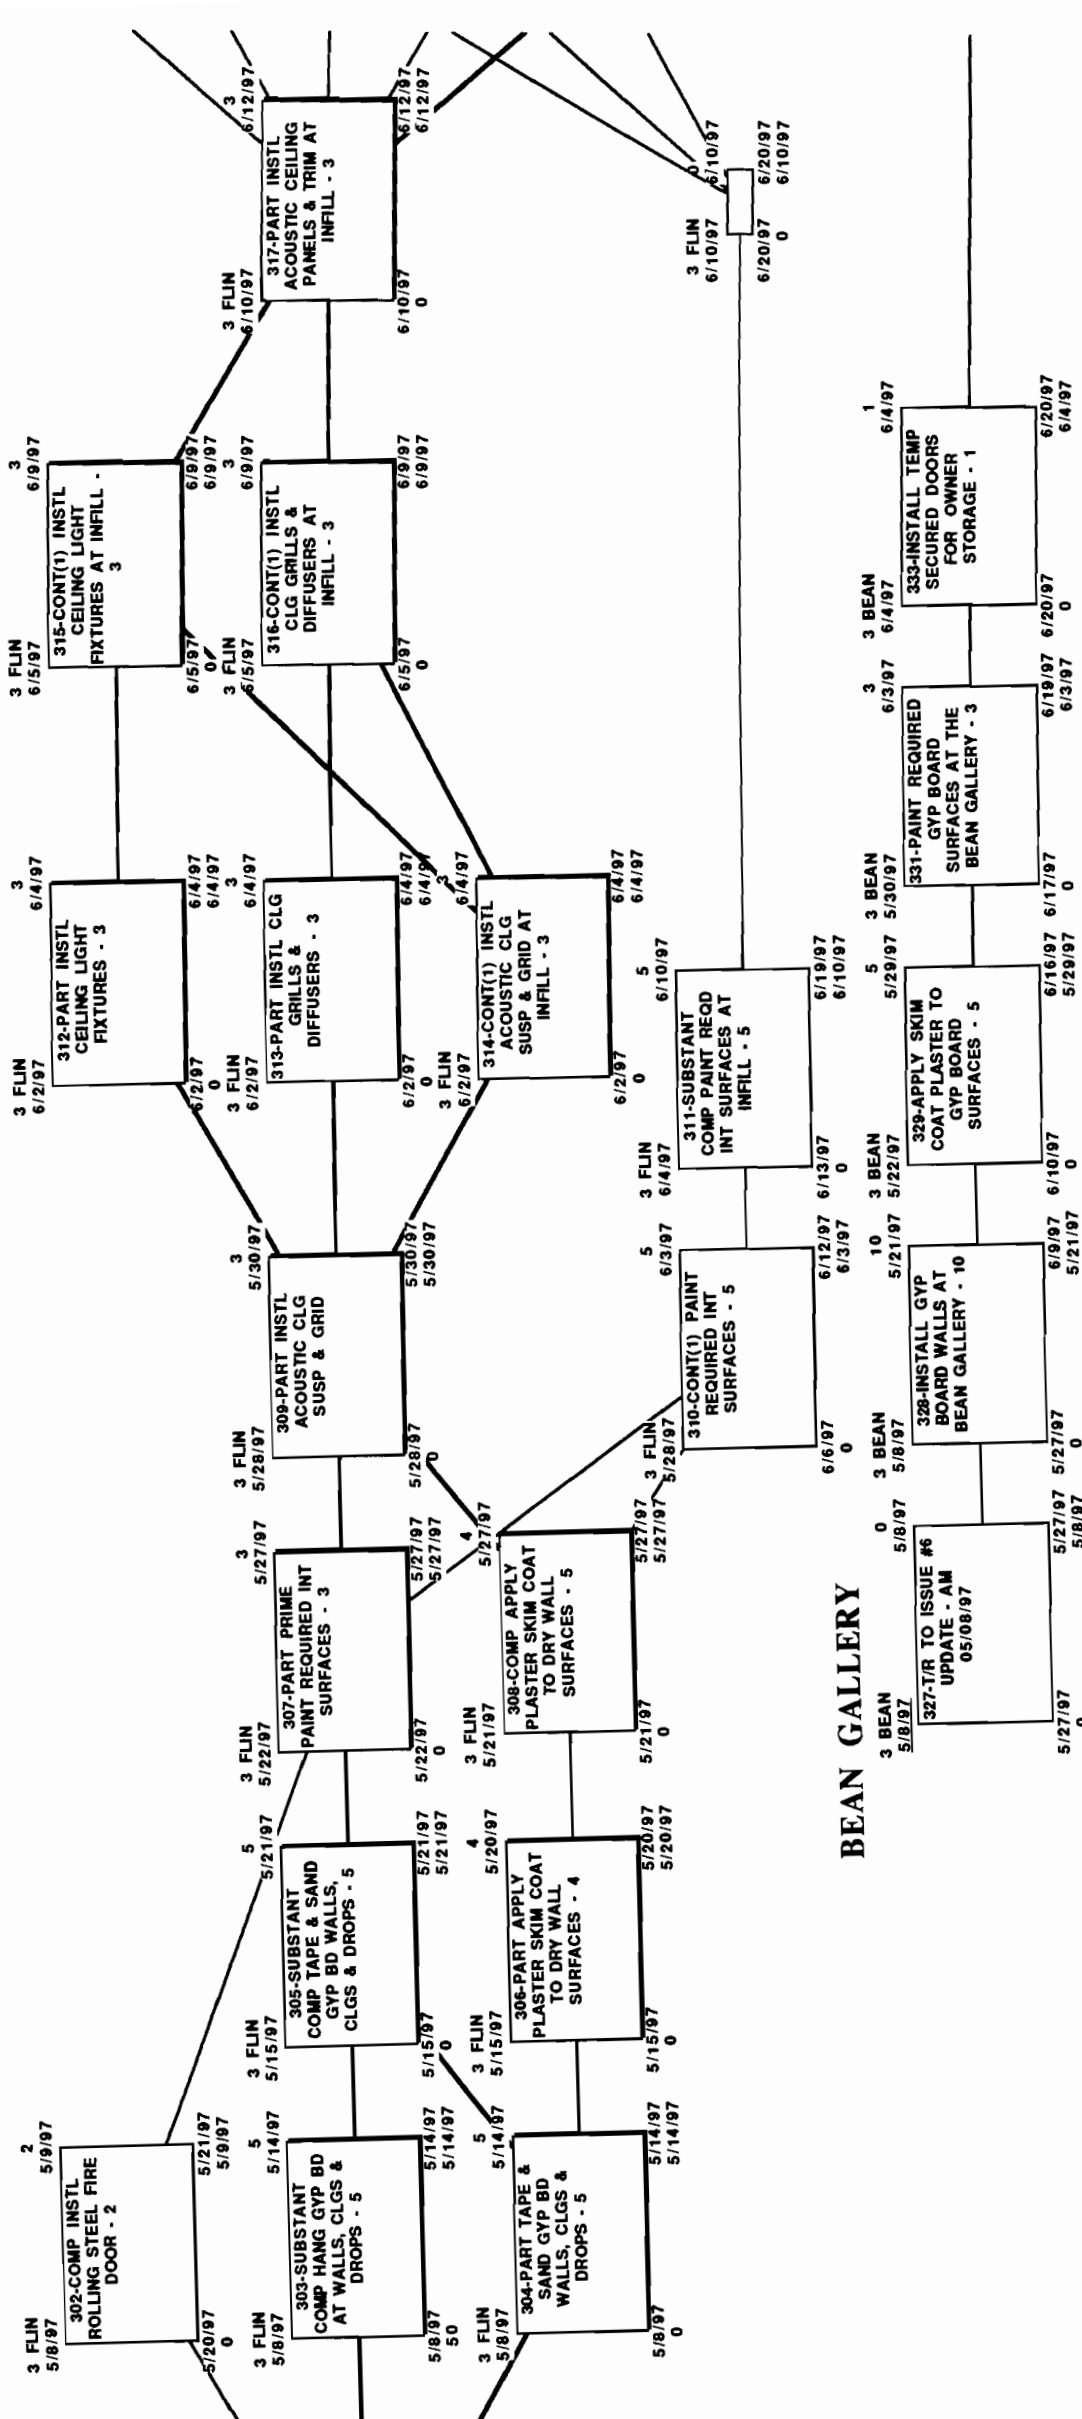 3 FLIN
5/8/97
2
5/9/97
302-COMP INSTL
ROLLING STEEL FIRE
DOOR - 2
5/20/97
0
5/21/97
5/9/97
3 FLIN
5/8/97
5
5/14/97
303-SUBSTANT
COMP HANG GYP BD
AT WALLS, CLGS &
DROPS - 5
5/8/97
50
5/14/97
5/14/97
3 FLIN
5/8/97
5
5/14/97
304-PART TAPE &
SAND GYP BD
WALLS, CLGS &
DROPS - 5
5/8/97
0
5/14/97
5/14/97
3 FLIN
5/15/97
5
5/21/97
305-SUBSTANT
COMP TAPE & SAND
GYP BD WALLS,
CLGS & DROPS - 5
5/15/97
0
5/21/97
5/21/97
3 FLIN
5/15/97
4
5/20/97
306-PART APPLY
PLASTER SKIM COAT
TO DRY WALL
SURFACES - 4
5/15/97
0
5/20/97
5/20/97
3 FLIN
5/22/97
3
5/27/97
307-PART PRIME
PAINT REQUIRED INT
SURFACES - 3
5/22/97
0
5/27/97
5/27/97
3 FLIN
5/21/97
4
5/27/97
308-COMP APPLY
PLASTER SKIM COAT
TO DRY WALL
SURFACES - 5
5/21/97
0
5/27/97
5/27/97
3 FLIN
5/28/97
3
5/30/97
309-PART INSTL
ACOUSTIC CLG
SUSP & GRID
5/28/97
0
5/30/97
5/30/97
3 FLIN
5/28/97
5
6/3/97
310-CONT(1) PAINT
REQUIRED INT
SURFACES - 5
6/6/97
0
6/12/97
6/3/97
3 FLIN
6/4/97
5
6/10/97
311-SUBSTANT
COMP PAINT REQD
INT SURFACES AT
INFILL - 5
6/13/97
0
6/19/97
6/10/97
3 FLIN
6/2/97
3
6/4/97
312-PART INSTL
CEILING LIGHT
FIXTURES - 3
6/2/97
0
6/4/97
6/4/97
3 FLIN
6/2/97
3
6/4/97
313-PART INSTL CLG
GRILLS &
DIFFUSERS - 3
6/2/97
0
6/4/97
6/4/97
3 FLIN
6/2/97
3
6/4/97
314-CONT(1) INSTL
ACOUSTIC CLG
SUSP & GRID AT
INFILL - 3
6/2/97
0
6/4/97
6/4/97
3 FLIN
6/5/97
3
6/9/97
315-CONT(1) INSTL
CEILING LIGHT
FIXTURES AT INFILL -
3
6/5/97
0
6/9/97
6/9/97
3 FLIN
6/5/97
3
6/9/97
316-CONT(1) INSTL
CLG GRILLS &
DIFFUSERS AT
INFILL - 3
6/5/97
0
6/9/97
6/9/97
3 FLIN
6/10/97
3
6/12/97
317-PART INSTL
ACOUSTIC CEILING
PANELS & TRIM AT
INFILL - 3
6/10/97
0
6/12/97
6/12/97
3 FLIN
6/10/97
0
6/10/97
6/20/97
0
6/20/97
6/10/97
BEAN GALLERY
3 BEAN
5/8/97
0
5/8/97
327-T/R TO ISSUE #6
UPDATE - AM
05/08/97
5/27/97
0
5/27/97
5/8/97
3 BEAN
5/8/97
10
5/21/97
328-INSTALL GYP
BOARD WALLS AT
BEAN GALLERY - 10
5/27/97
0
6/9/97
5/21/97
3 BEAN
5/22/97
5
5/29/97
329-APPLY SKIM
COAT PLASTER TO
GYP BOARD
SURFACES - 5
6/10/97
0
6/16/97
5/29/97
3 BEAN
5/30/97
3
6/3/97
331-PAINT REQUIRED
GYP BOARD
SURFACES AT THE
BEAN GALLERY - 3
6/17/97
0
6/19/97
6/3/97
3 BEAN
6/4/97
1
6/4/97
333-INSTALL TEMP
SECURED DOORS
FOR OWNER
STORAGE - 1
6/20/97
0
6/20/97
6/4/97